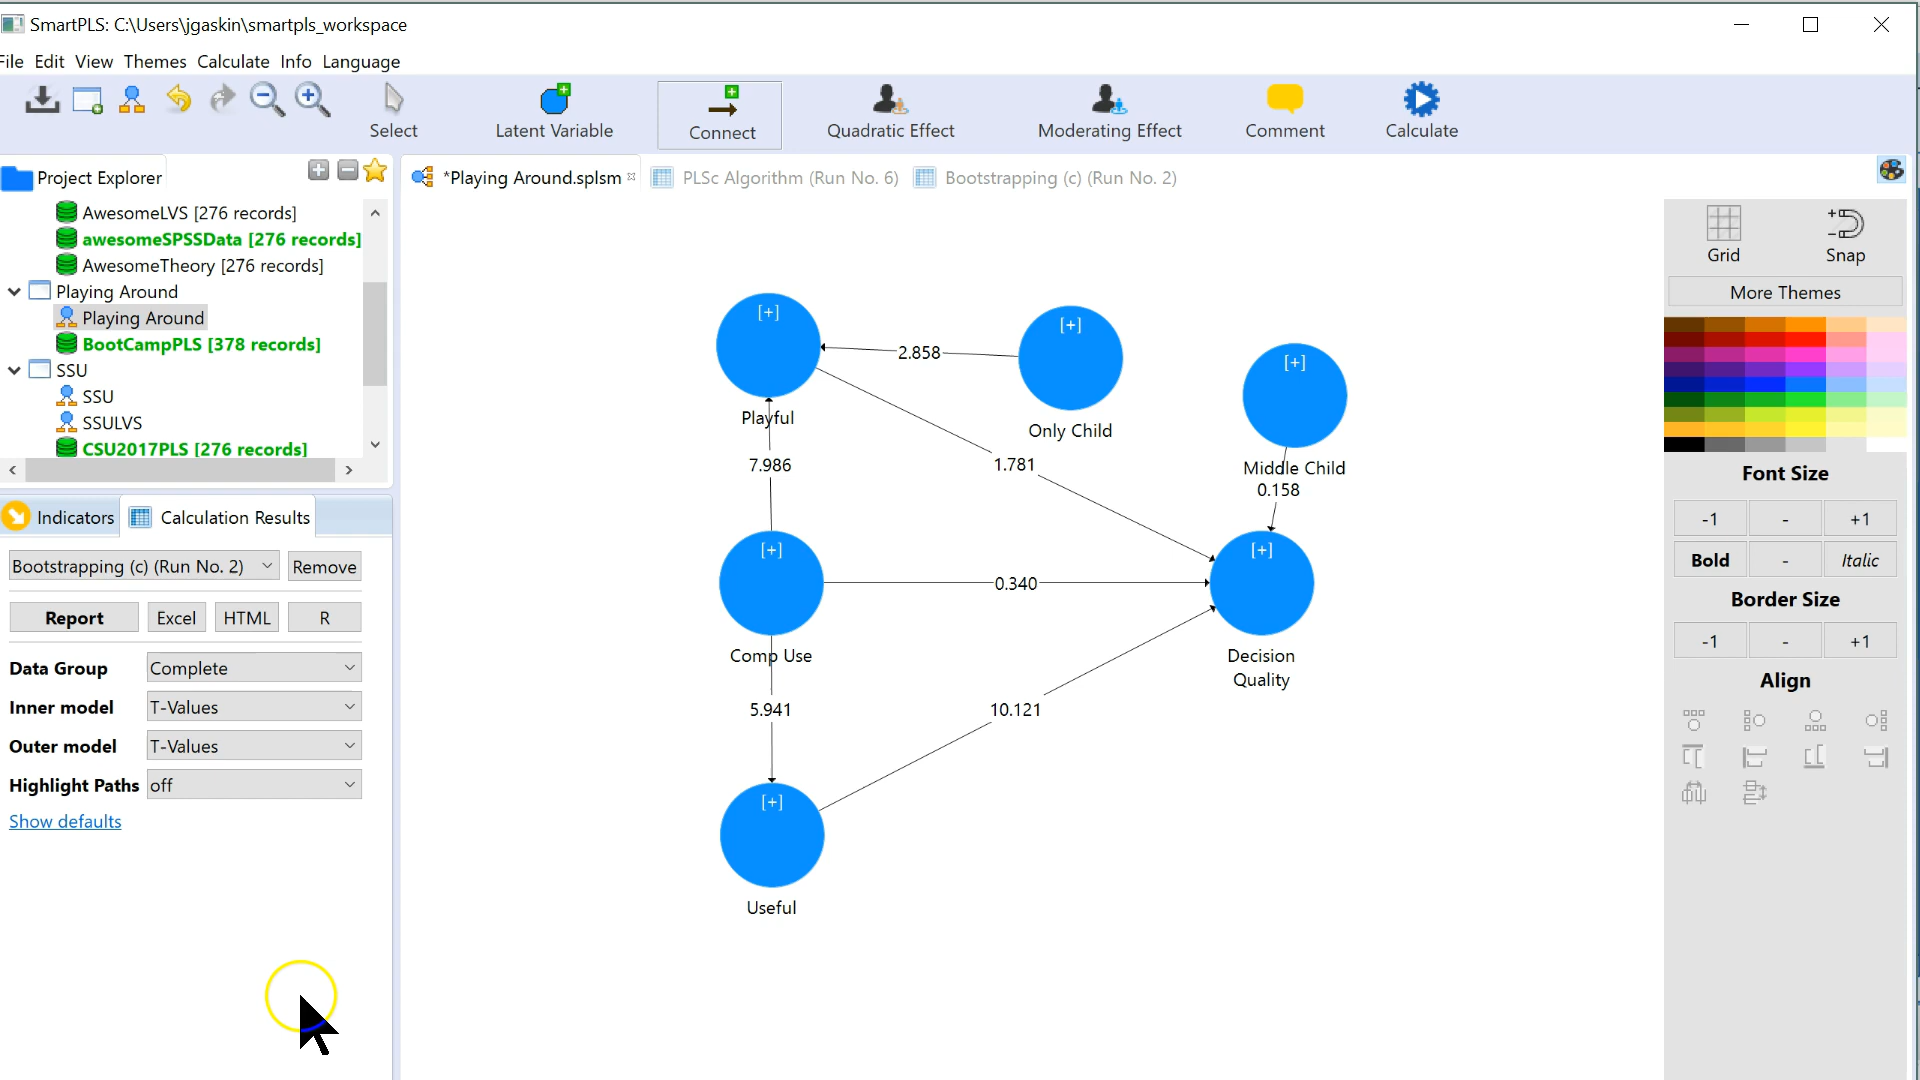 SmartPLS: C:\Users\jgaskin\smartpls_workspace
File Edit View Themes Calculate Info Language
Select
Latent Variable
Connect
Quadratic Effect
Moderating Effect
Comment
Calculate
Project Explorer
*Playing Around.splsm
PLSc Algorithm (Run No. 6)
Bootstrapping (c) (Run No. 2)
AwesomeLVS [276 records]
awesomeSPSSData [276 records]
AwesomeTheory [276 records]
Playing Around
Playing Around
BootCampPLS [378 records]
SSU
SSU
SSULVS
CSU2017PLS [276 records]
Indicators
Calculation Results
Bootstrapping (c) (Run No. 2)
Remove
Report
Excel
HTML
R
Data Group
Complete
Inner model
T-Values
Outer model
T-Values
Highlight Paths
off
Show defaults
[+]
Playful
[+]
Only Child
[+]
Middle Child
2.858
7.986
1.781
0.158
[+]
Comp Use
0.340
[+]
Decision
Quality
5.941
10.121
[+]
Useful
Grid
Snap
More Themes
Font Size
-1
-
+1
Bold
-
Italic
Border Size
-1
-
+1
Align